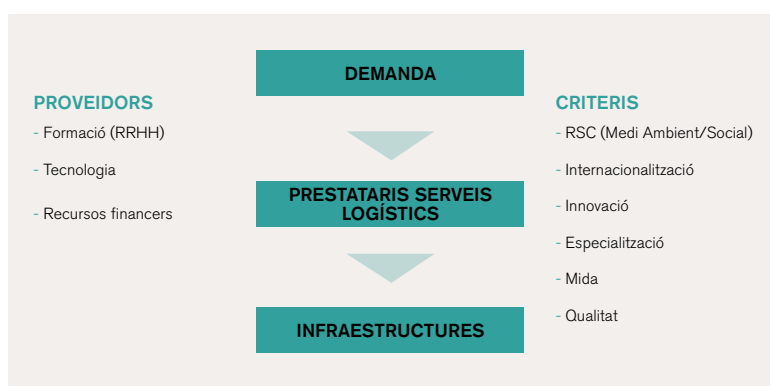 DEMANDA
PROVEIDORS
- Formació (RRHH)
- Tecnologia
- Recursos financers
PRESTATARIS SERVEIS
LOGÍSTICS
INFRAESTRUCTURES
CRITERIS
- RSC (Medi Ambient/Social)
- Internacionalització
- Innovació
- Especialització
- Mida
- Qualitat